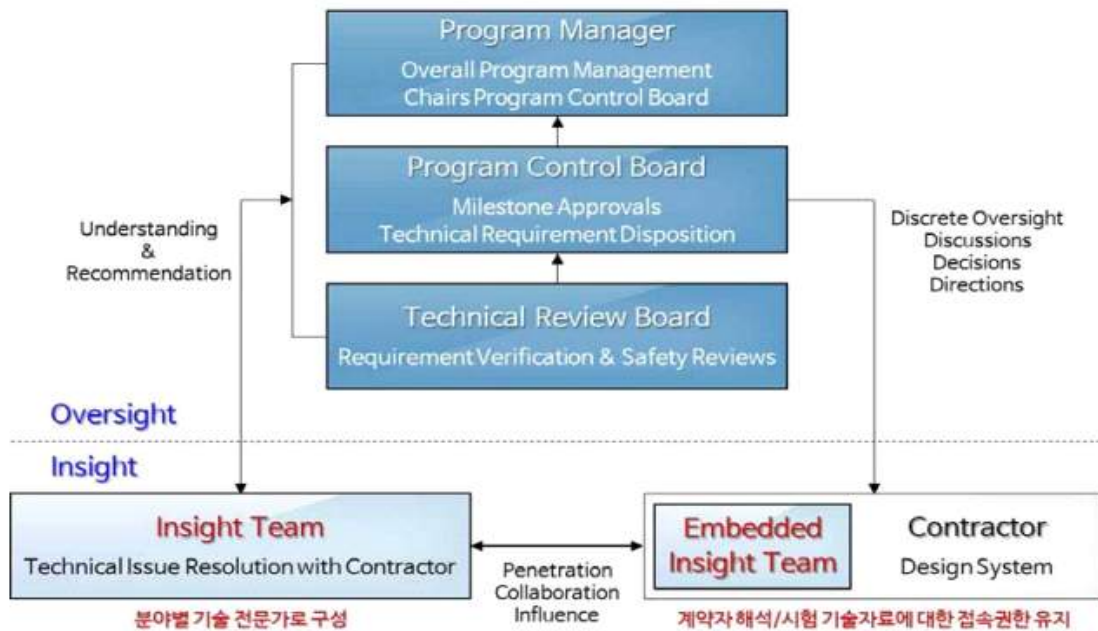 Program Manager
Overall Program Management
Chairs Program Control Board
Program Control Board
Milestone Approvals
Technical Requirement Disposition
Understanding
&
Recommendation
Discrete Oversight
Discussions
Decisions
Directions
Technical Review Board
Requirement Verification & Safety Reviews
Oversight
Insight
Insight Team
Technical Issue Resolution with Contractor
Embedded
Insight Team
Contractor
Design System
Penetration
Collaboration
Influence
분야별 기술 전문가로 구성
계약자 해석/시험 기술자료에 대한 접속권한 유지